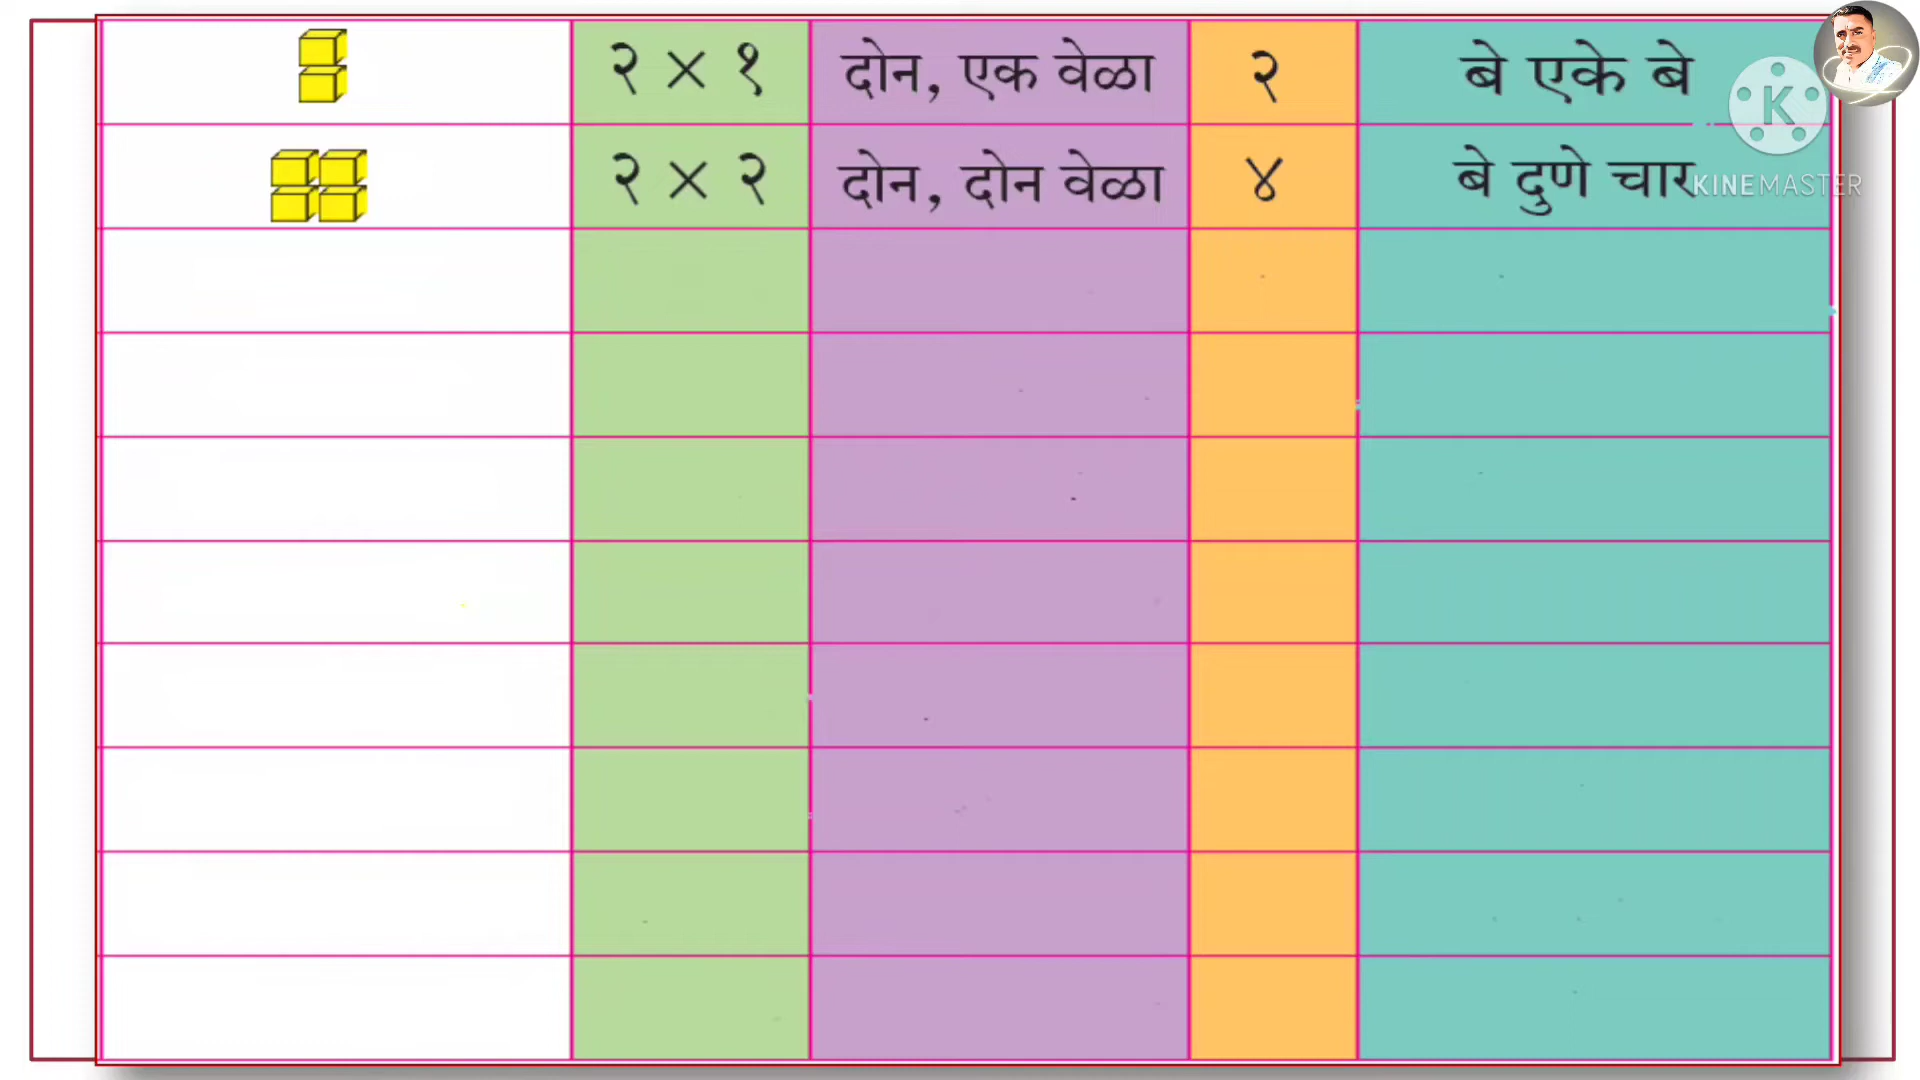 २ × १ दोन, एक वेळा २ बे एके बे
२ × २ दोन, दोन वेळा ४ बे दुणे चार
K
KINEMASTER